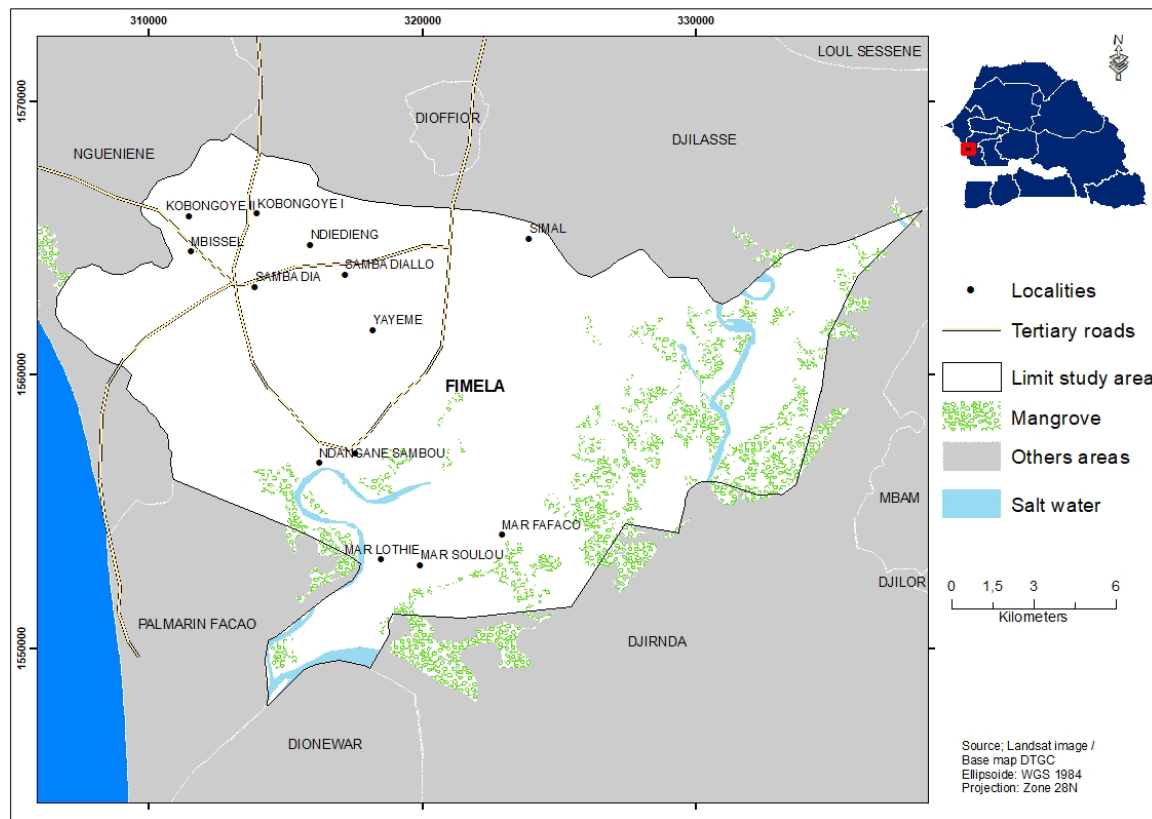 310000
320000
330000
1570000
1560000
1550000
LOUL SESSENE
DIOFFIOR
DJILASSE
NGUENIENE
KOBONGOYE II
KOBONGOYE I
MBISSEL
NDIEDIENG
SIMAL
SAMBA DIA
SAMBA DIALLO
YAYEME
FIMELA
NDANGANE SAMBOU
MAR FAFACO
MAR LOTHIE
MAR SOULOU
MBAM
DJILOR
PALMARIN FACAO
DJIRNDA
DIONEWAR
N
Localities
Tertiary roads
Limit study area
Mangrove
Others areas
Salt water
0 1,5 3 6
Kilometers
Source; Landsat image /
Base map DTGC
Ellipsoide: WGS 1984
Projection: Zone 28N